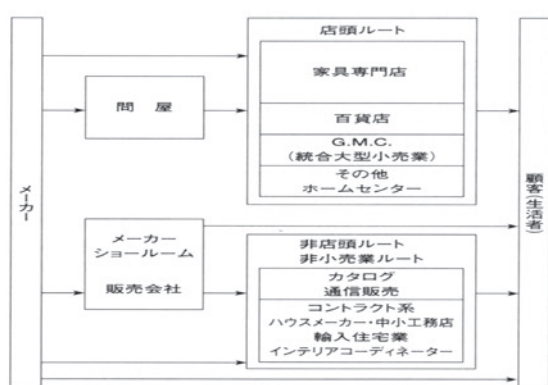 メーカー
問屋
店頭ルート
家具専門店
百貨店
G.M.C.
(統合大型小売業)
その他
ホームセンター
メーカー
ショールーム
販売会社
非店頭ルート
非小売業ルート
カタログ
通信販売
コントラクト系
ハウスメーカー・中小工務店
輸入住宅業
インテリアコーディネーター
顧客(生活者)